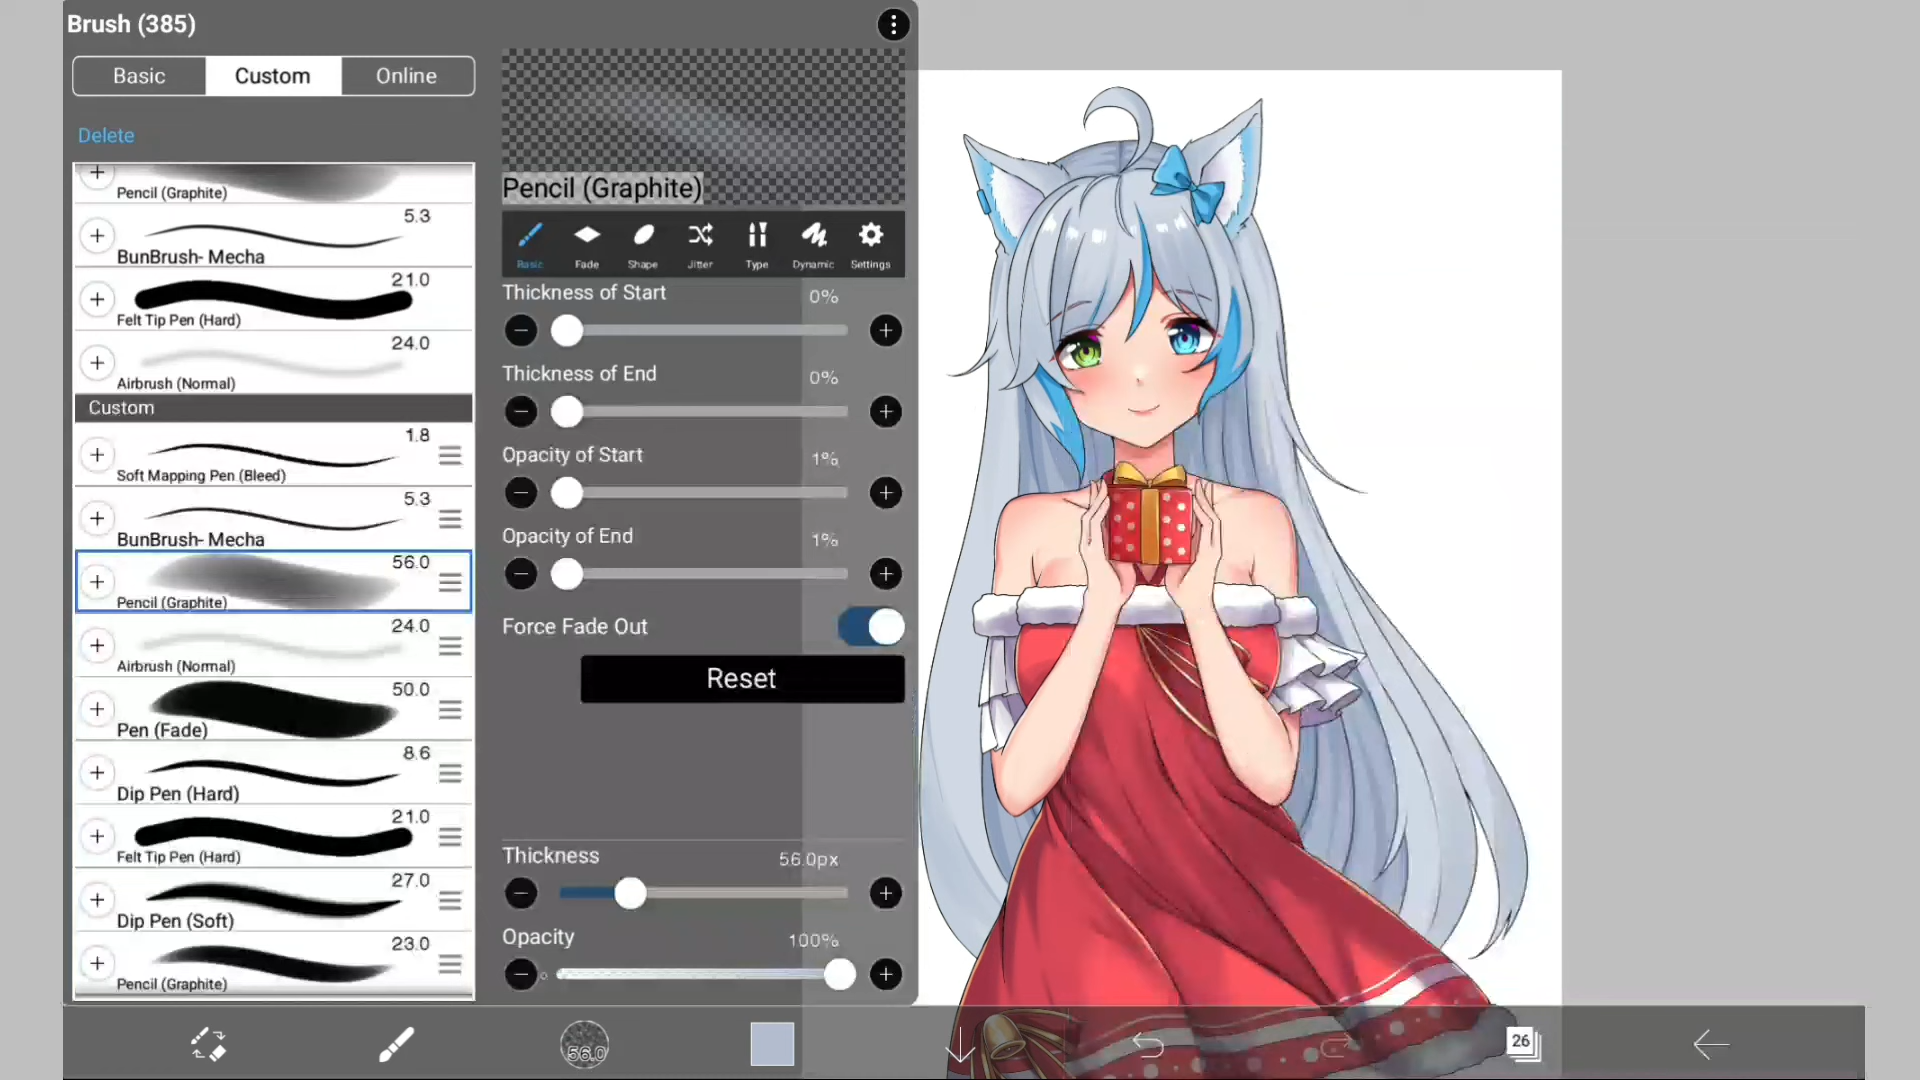 Brush (385)
Basic
Custom
Online
Delete
Pencil (Graphite)
5.3
BunBrush- Mecha
21.0
Felt Tip Pen (Hard)
24.0
Airbrush (Normal)
Custom
1.8
Soft Mapping Pen (Bleed)
5.3
BunBrush- Mecha
56.0
Pencil (Graphite)
24.0
Airbrush (Normal)
50.0
Pen (Fade)
8.6
Dip Pen (Hard)
21.0
Felt Tip Pen (Hard)
27.0
Dip Pen (Soft)
23.0
Pencil (Graphite)
Pencil (Graphite)
Basic
Fade
Shape
Jitter
Type
Dynamic
Settings
Thickness of Start
0%
Thickness of End
0%
Opacity of Start
1%
Opacity of End
1%
Force Fade Out
Reset
Thickness
56.0px
Opacity
100%
56.0
26